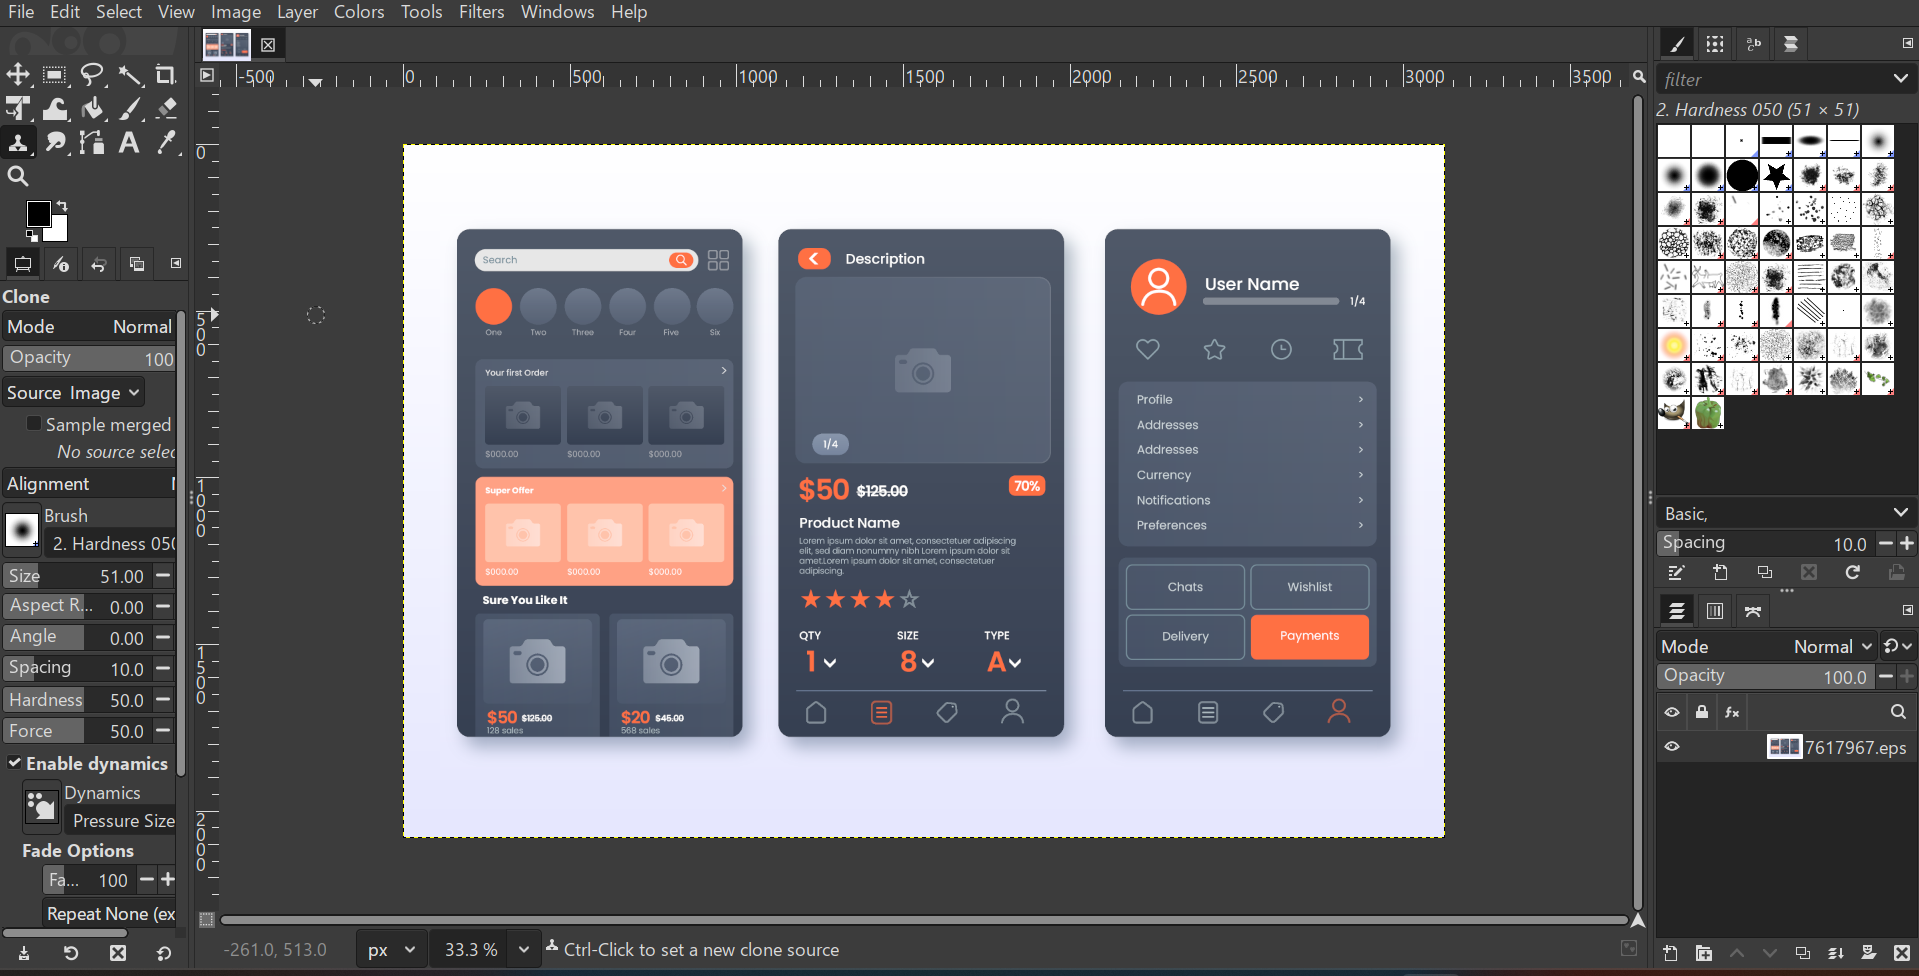 File Edit Select View Image Layer Colors Tools Filters Windows Help
-500 0 500 1000 1500 2000 2500 3000 3500
filter
2. Hardness 050 (51 × 51)
Basic,
Spacing 10.0
Mode Normal
Opacity 100.0
fx
7617967.eps
Clone
Mode Normal
Opacity 100
Source Image
Sample merged
No source selec
Alignment
Brush
2. Hardness 050
Size 51.00
Aspect R... 0.00
Angle 0.00
Spacing 10.0
Hardness 50.0
Force 50.0
Enable dynamics
Dynamics
Pressure Size
Fade Options
Fa... 100
Repeat None (ex
0
500
1000
1500
2000
Search
One Two Three Four Five Six
Your first Order
$000.00 $000.00 $000.00
Super Offer
$000.00 $000.00 $000.00
Sure You Like It
$50 $125.00
128 sales
$20 $45.00
568 sales
Description
1/4
$50 $125.00 70%
Product Name
Lorem ipsum dolor sit amet, consectetuer adipiscing
elit, sed diam nonummy nibh Lorem ipsum dolor sit
amet.Lorem ipsum dolor sit amet, consectetuer
adipiscing.
QTY SIZE TYPE
1 8 A
User Name
1/4
Profile
Addresses
Addresses
Currency
Notifications
Preferences
Chats Wishlist
Delivery Payments
-261.0, 513.0 px 33.3 % Ctrl-Click to set a new clone source